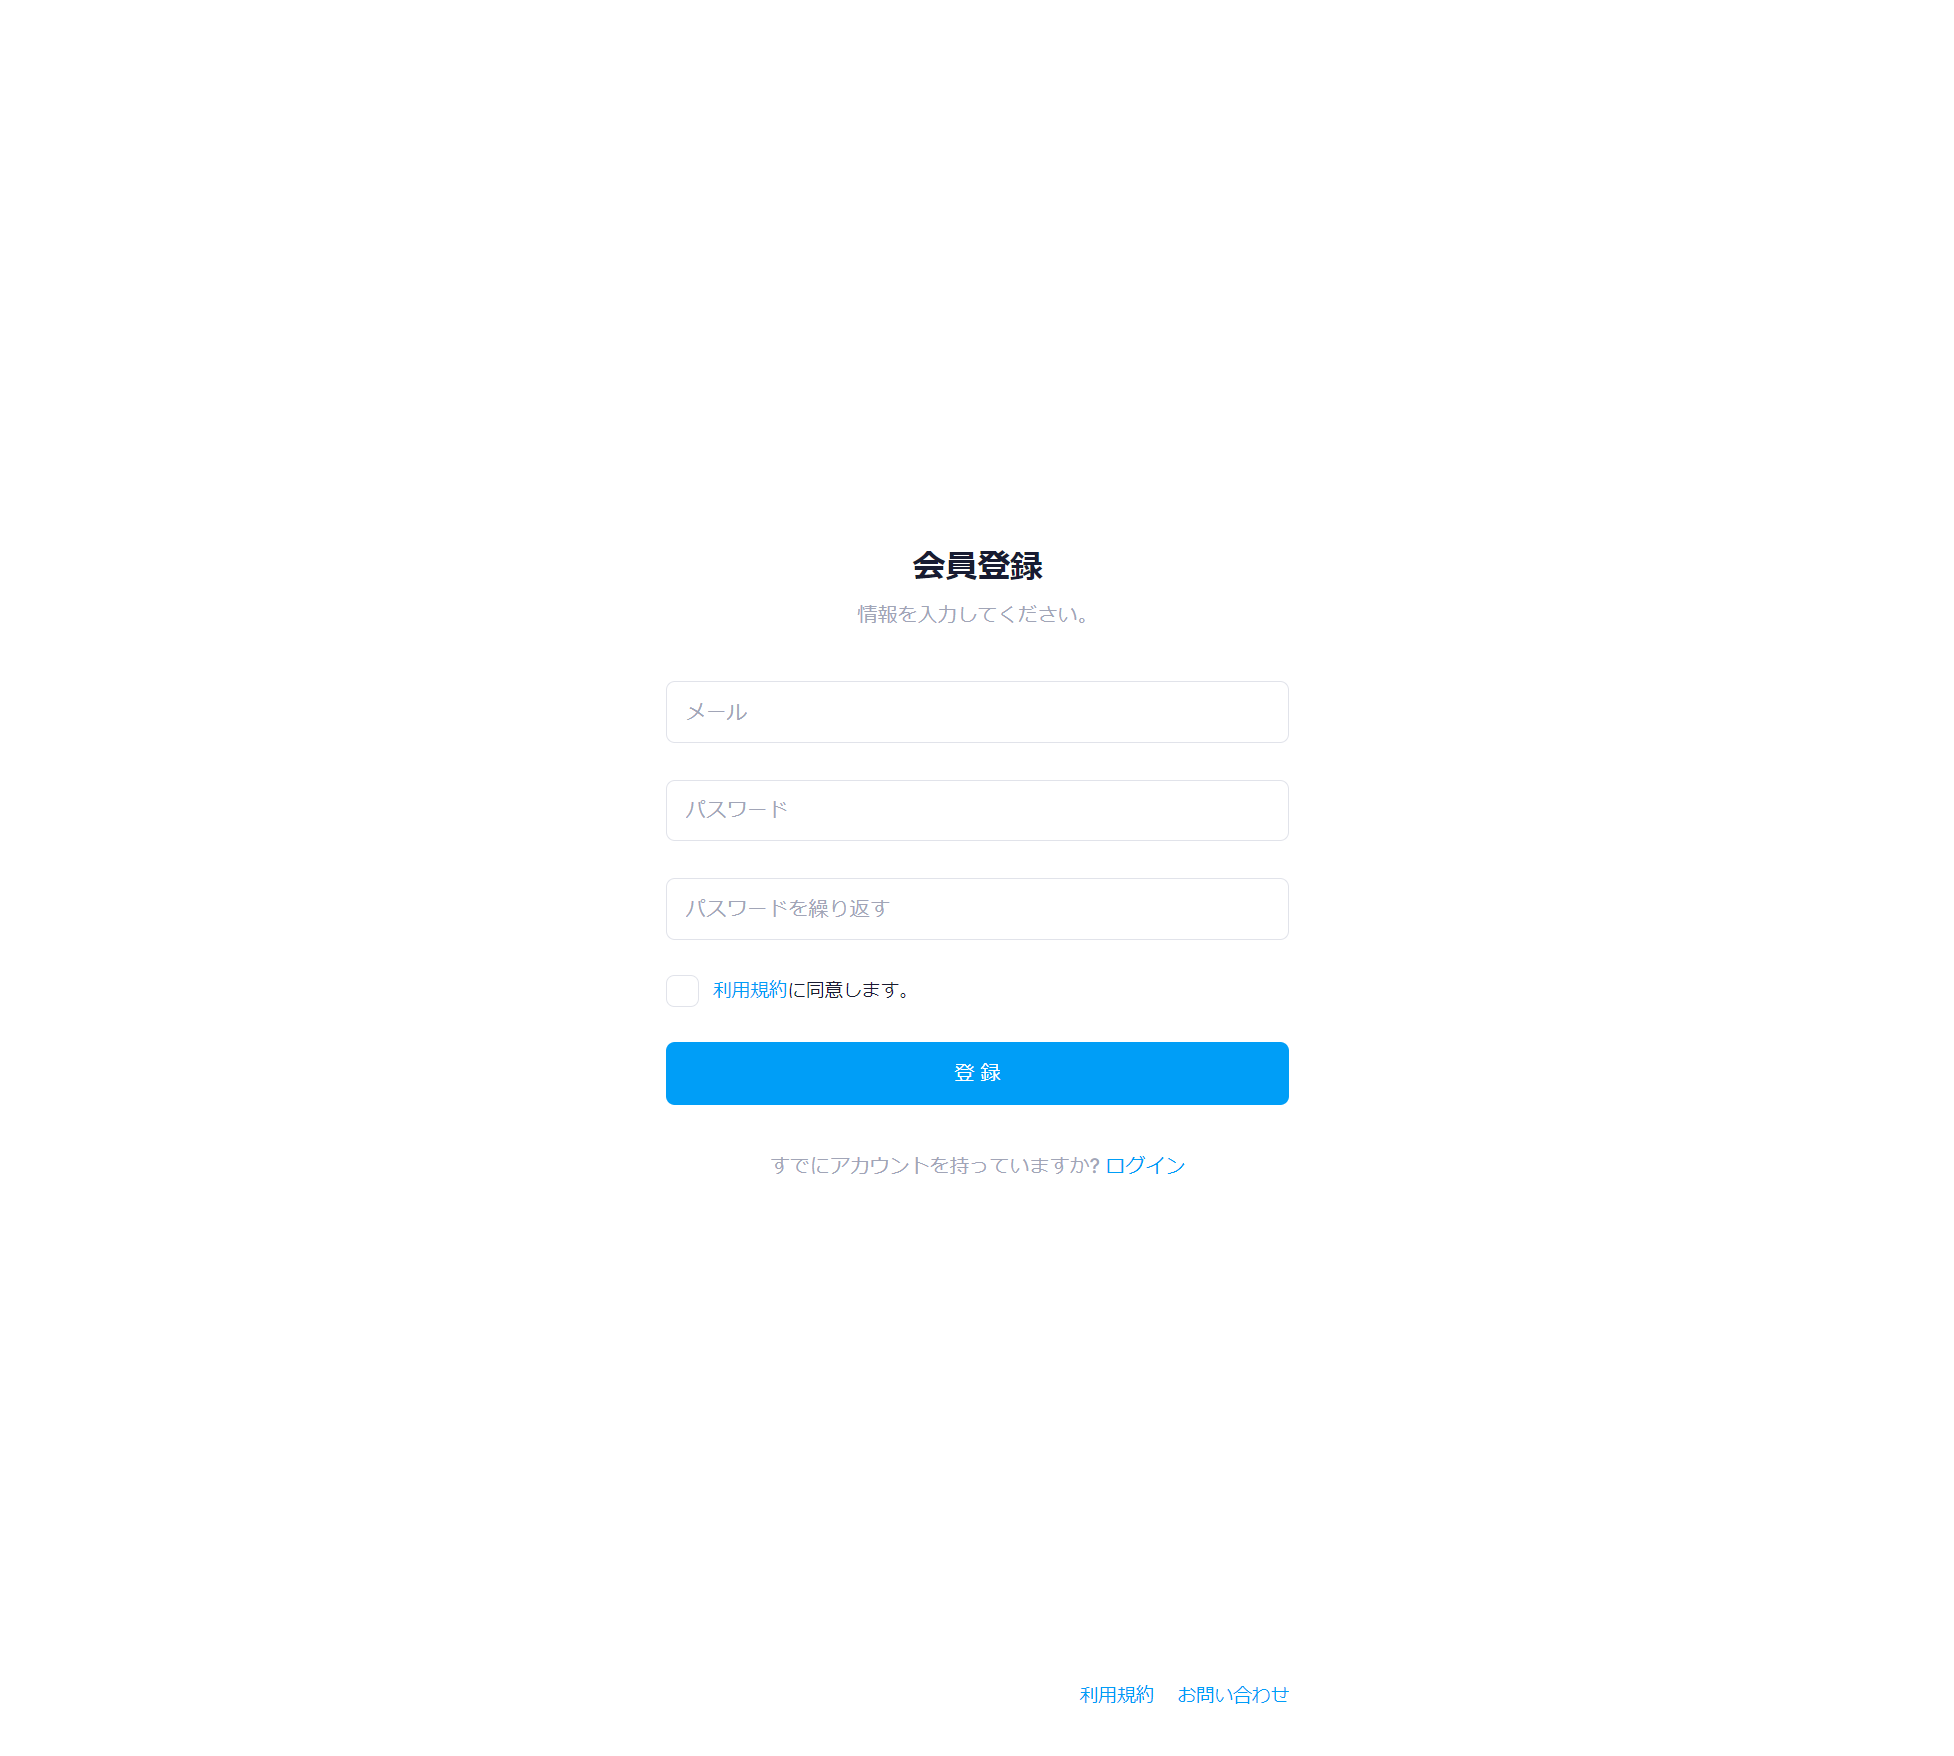 会員登録
情報を入力してください。
メール
パスワード
パスワードを繰り返す
利用規約に同意します。
登 録
すでにアカウントを持っていますか? ログイン
利用規約 お問い合わせ